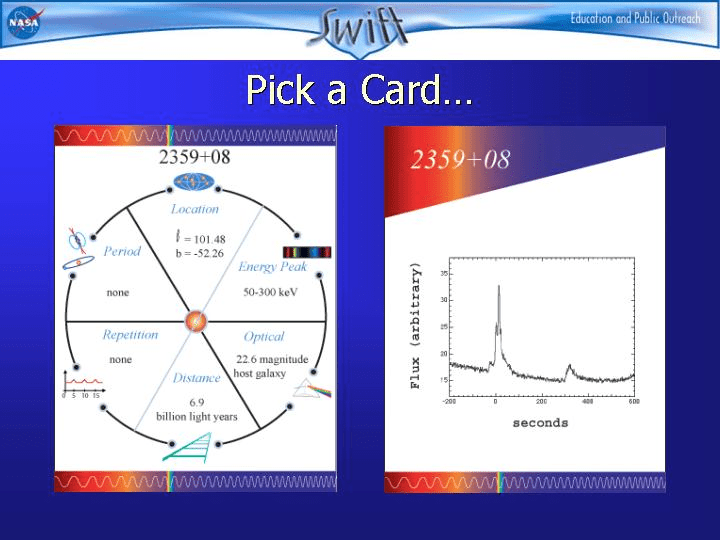 NASA
Swift
Education and Public Outreach
Pick a Card...
2359+08
Location
ℓ = 101.48
b = -52.26
Period
none
Energy Peak
50-300 keV
Repetition
none
Optical
22.6 magnitude
host galaxy
Distance
6.9
billion light years
0 5 10 15
2359+08
Flux (arbitrary)
35
30
25
20
15
-200 0 200 400 600
seconds